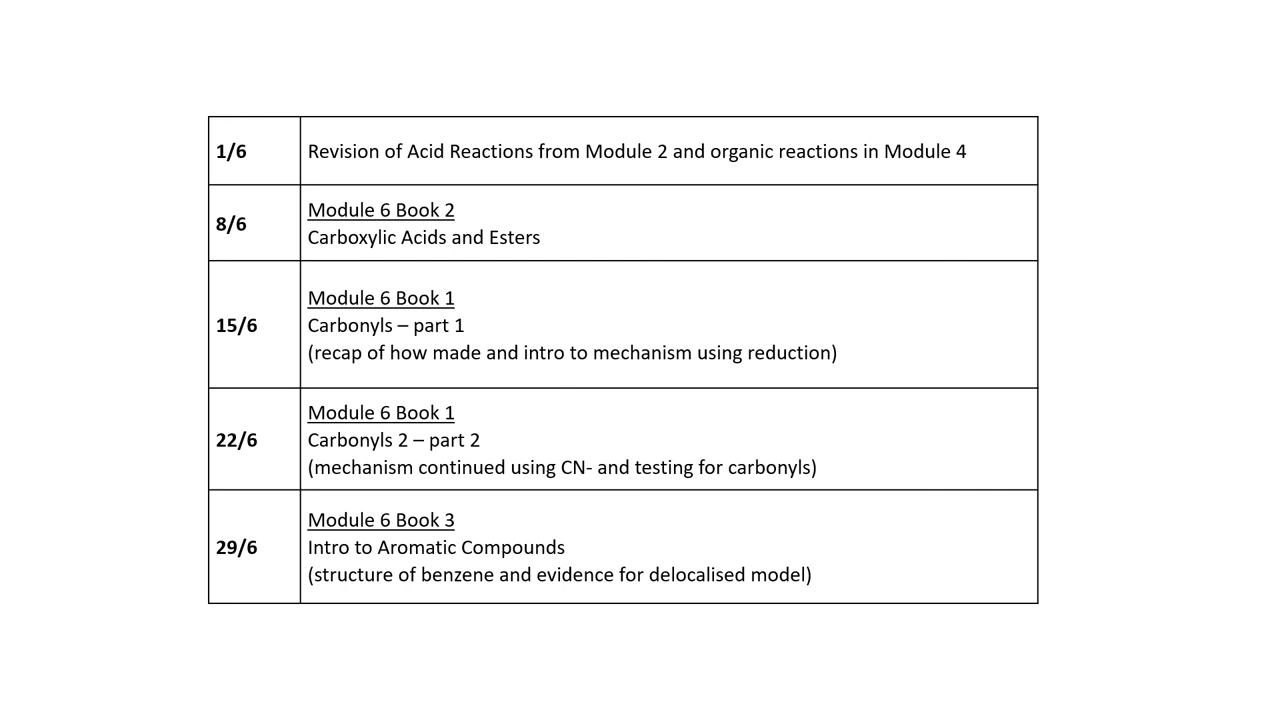 1/6
Revision of Acid Reactions from Module 2 and organic reactions in Module 4
8/6
Module 6 Book 2
Carboxylic Acids and Esters
15/6
Module 6 Book 1
Carbonyls – part 1
(recap of how made and intro to mechanism using reduction)
22/6
Module 6 Book 1
Carbonyls 2 – part 2
(mechanism continued using CN- and testing for carbonyls)
29/6
Module 6 Book 3
Intro to Aromatic Compounds
(structure of benzene and evidence for delocalised model)